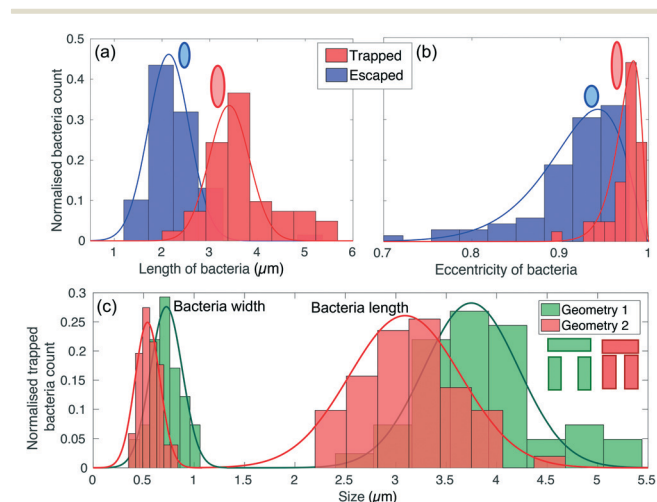 (a)
Trapped
Escaped
(b)
Normalised bacteria count
0.5
0.4
0.3
0.2
0.1
0
1 2 3 4 5 6
Length of bacteria (µm)
0.7 0.8 0.9 1
Eccentricity of bacteria
(c)
Bacteria width
Bacteria length
Geometry 1
Geometry 2
Normalised trapped
bacteria count
0.3
0.25
0.2
0.15
0.1
0.05
0
0 0.5 1 1.5 2 2.5 3 3.5 4 4.5 5 5.5
Size (µm)